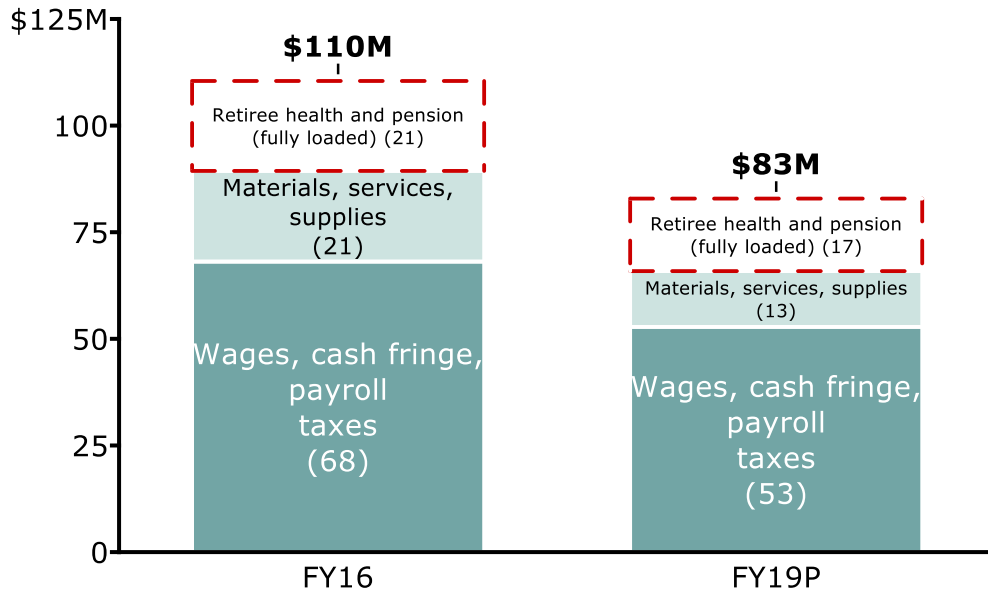 $125M
$110M
Retiree health and pension
(fully loaded) (21)
100
$83M
Materials, services,
supplies
(21)
75
Retiree health and pension
(fully loaded) (17)
Materials, services, supplies
(13)
50
Wages, cash fringe,
payroll
taxes
(68)
Wages, cash fringe,
payroll
taxes
(53)
25
0
FY16
FY19P